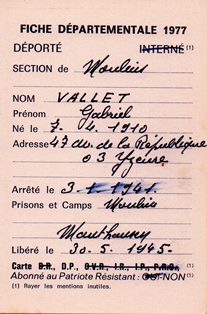 FICHE DÉPARTEMENTALE 1977
DÉPORTÉ INTERNÉ (1)
SECTION de Moulins
NOM VALLET
Prénom Gabriel
Né le 7. 4. 1910
Adresse 47 Av. de la République
03 Yzeure
Arrêté le 3. 1. 1941.
Prisons et Camps Moulins
Mauthausen
Libéré le 30. 5. 1945.
Carte D.R., D.P., O.V.R., I.R., I.P., P.R.O. (1)
Abonné au Patriote Résistant : OUI-NON (1)
(1) Rayer les mentions inutiles.